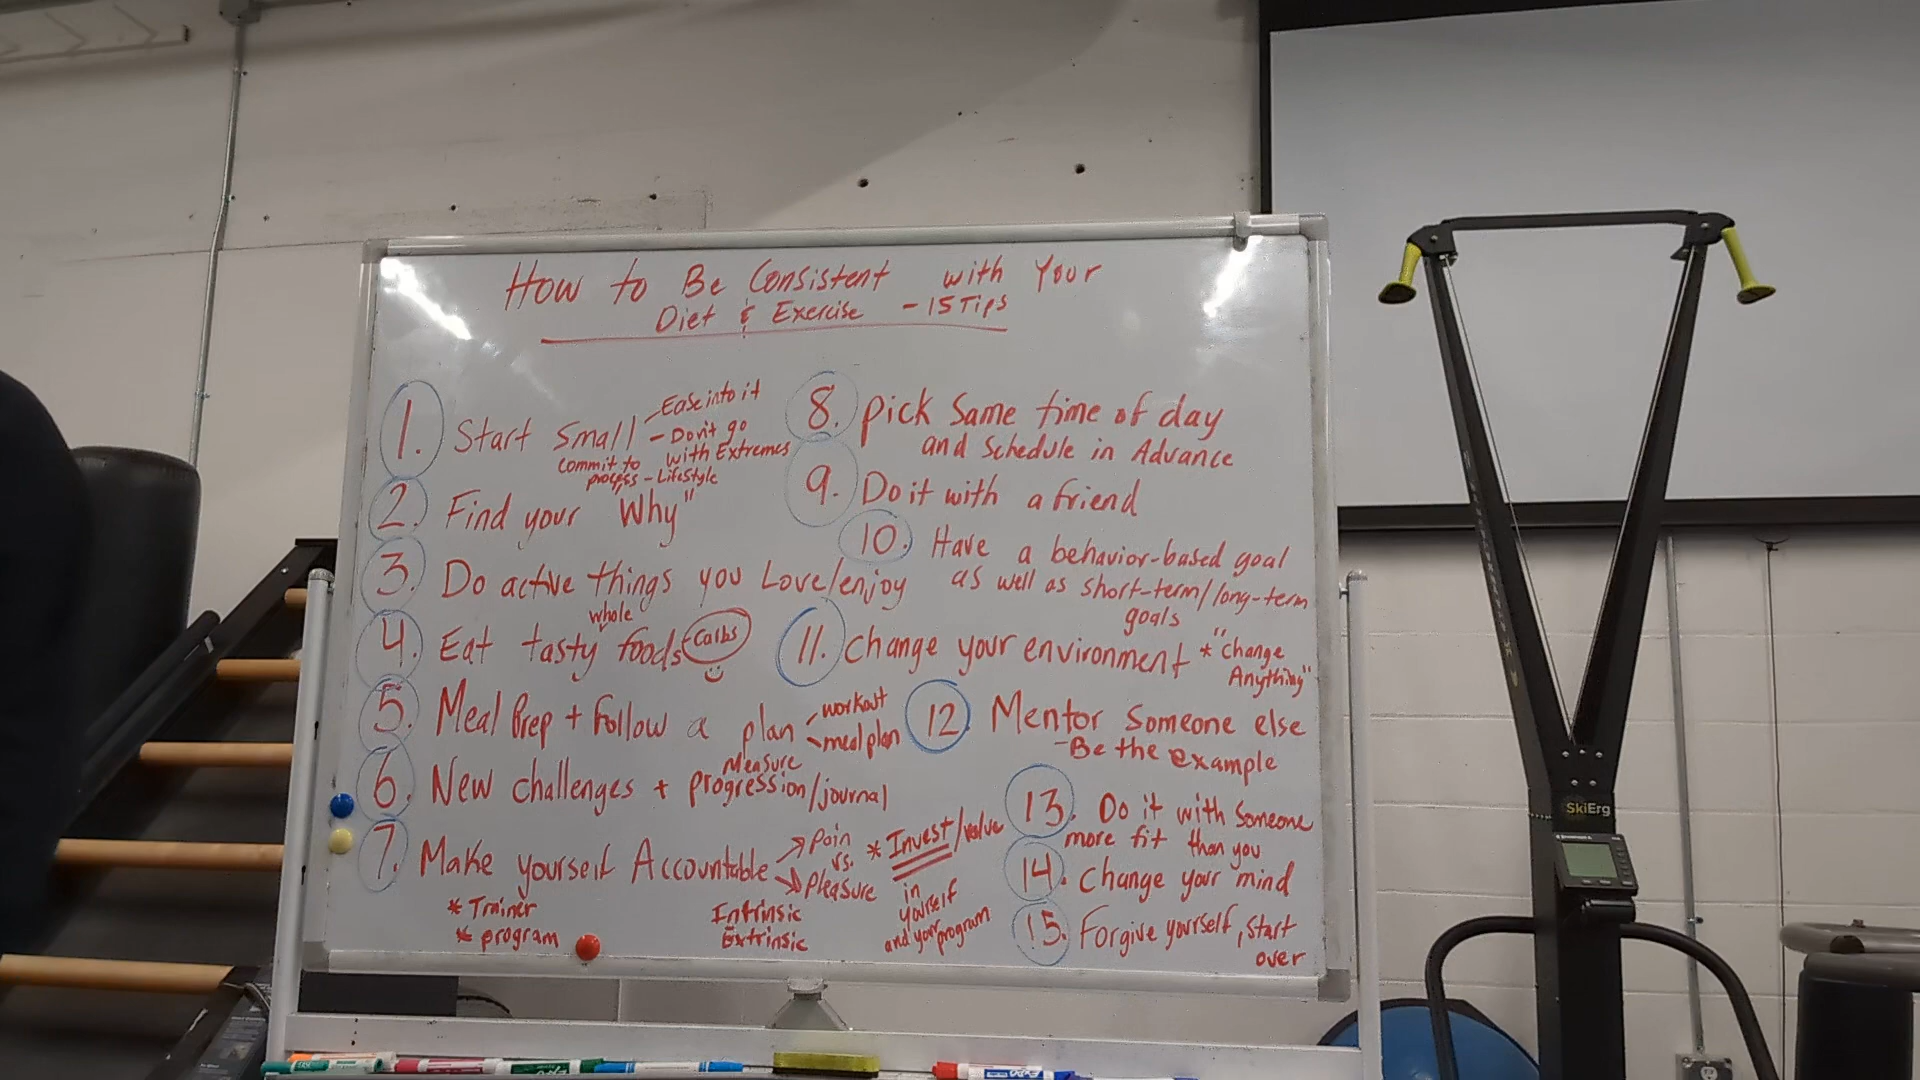 How to Be Consistent with Your
Diet & Exercise - 15 Tips
1. Start Small - Ease into it
- Don't go
with Extremes
commit to
process - Lifestyle
2. Find your "Why"
3. Do active things you Love/enjoy
4. Eat tasty whole foods - Carbs
5. Meal Prep + follow a plan - workout
- meal plan
6. New challenges + Measure progression/journal
7. Make yourself Accountable → Pain
vs.
→ Pleasure
* Invest/value
in
yourself
and your program
* Trainer
* program
Intrinsic
Extrinsic
8. pick Same time of day
and Schedule in Advance
9. Do it with a friend
10. Have a behavior-based goal
as well as short-term/long-term
goals
11. Change your environment * "Change
Anything"
12. Mentor Someone else
- Be the example
13. Do it with Someone
more fit than you
14. Change your mind
15. Forgive yourself, Start
over
SkiErg
EXPO